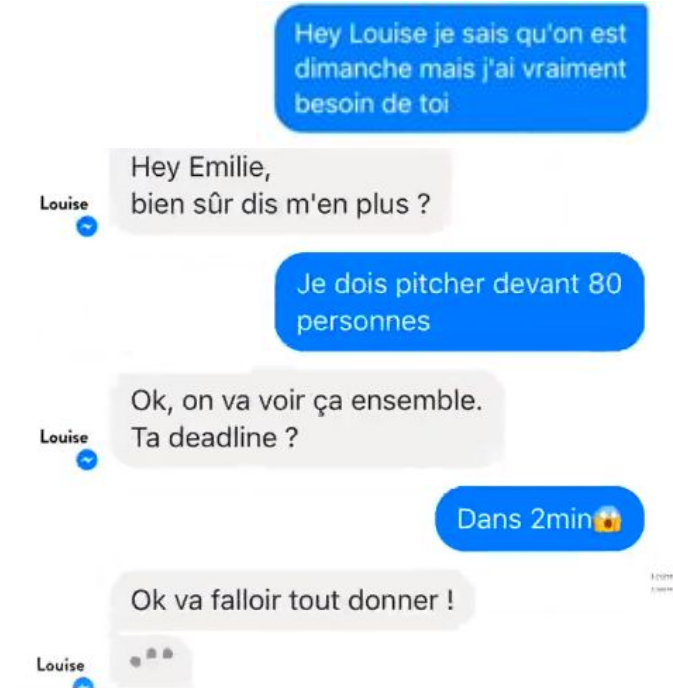 Hey Louise je sais qu'on est
dimanche mais j'ai vraiment
besoin de toi
Hey Emilie,
bien sûr dis m'en plus ?
Louise
Je dois pitcher devant 80
personnes
Ok, on va voir ça ensemble.
Ta deadline ?
Louise
Dans 2min😱
Ok va falloir tout donner !
Louise